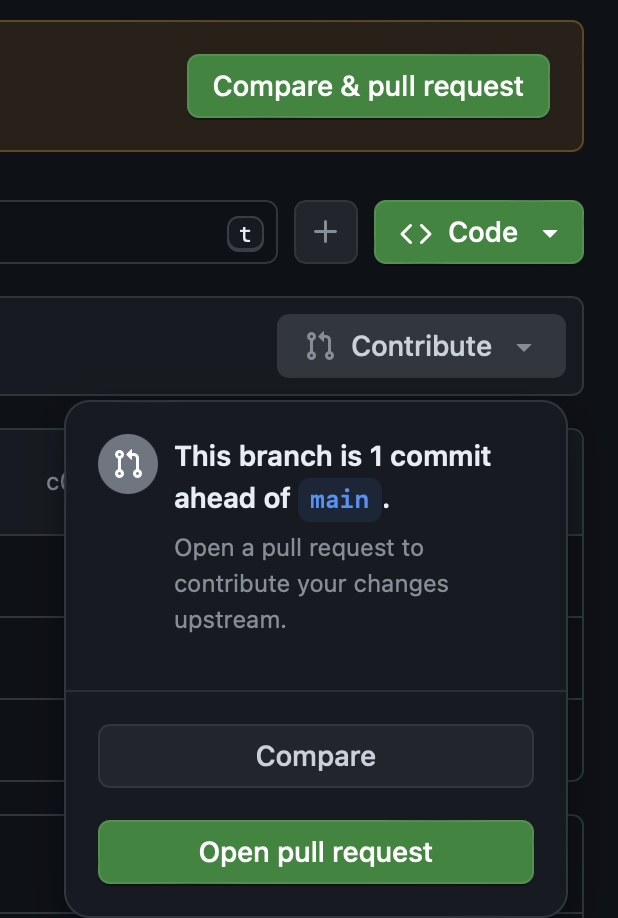 Compare & pull request
t
Code
Contribute
This branch is 1 commit
ahead of main.
Open a pull request to
contribute your changes
upstream.
Compare
Open pull request